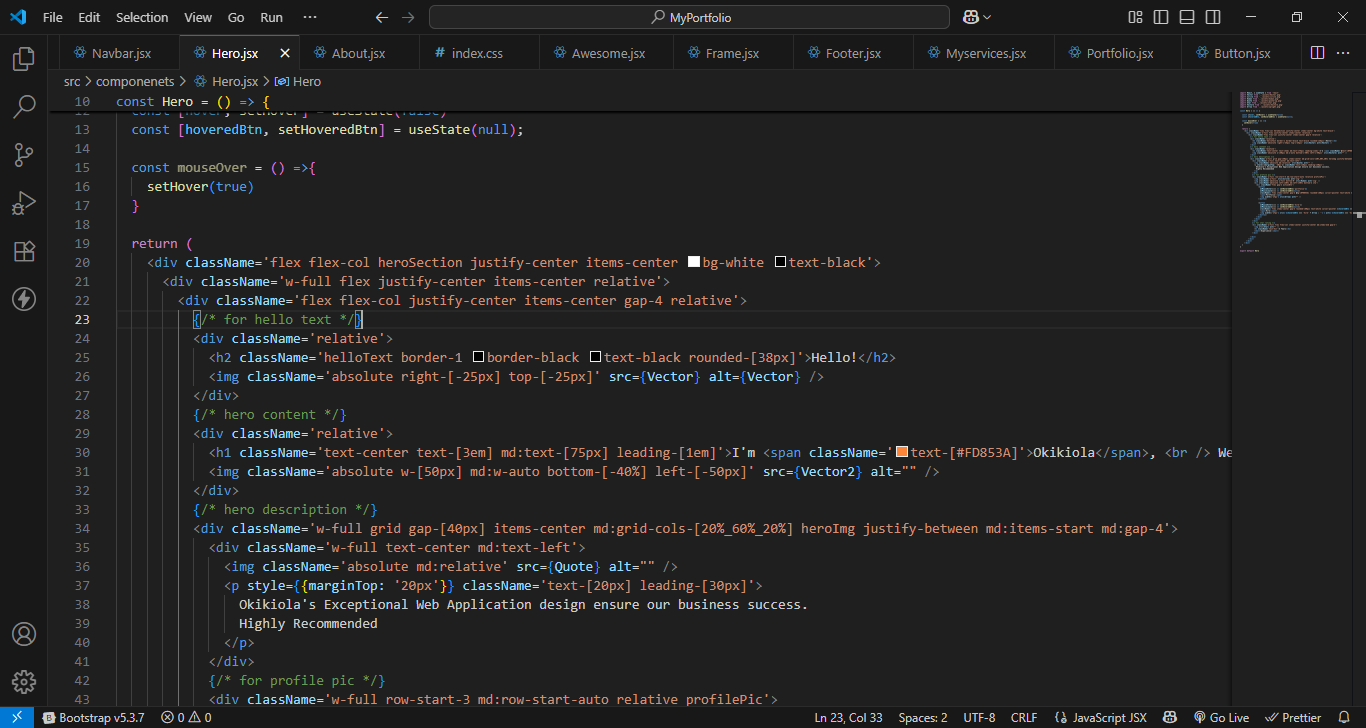 File Edit Selection View Go Run ··· MyPortfolio
Navbar.jsx Hero.jsx About.jsx # index.css Awesome.jsx Frame.jsx Footer.jsx Myservices.jsx Portfolio.jsx Button.jsx ···
src > componenets > Hero.jsx > Hero
10 const Hero = () => {
12 const [hover, setHover] = useState(false)
13 const [hoveredBtn, setHoveredBtn] = useState(null);
14
15 const mouseOver = () =>{
16 setHover(true)
17 }
18
19 return (
20 <div className='flex flex-col heroSection justify-center items-center bg-white text-black'>
21 <div className='w-full flex justify-center items-center relative'>
22 <div className='flex flex-col justify-center items-center gap-4 relative'>
23 {/* for hello text */}
24 <div className='relative'>
25 <h2 className='helloText border-1 border-black text-black rounded-[38px]'>Hello!</h2>
26 <img className='absolute right-[-25px] top-[-25px]' src={Vector} alt={Vector} />
27 </div>
28 {/* hero content */}
29 <div className='relative'>
30 <h1 className='text-center text-[3em] md:text-[75px] leading-[1em]'>I'm <span className='text-[#FD853A]'>Okikiola</span>, <br /> We
31 <img className='absolute w-[50px] md:w-auto bottom-[-40%] left-[-50px]' src={Vector2} alt="" />
32 </div>
33 {/* hero description */}
34 <div className='w-full grid gap-[40px] items-center md:grid-cols-[20%_60%_20%] heroImg justify-between md:items-start md:gap-4'>
35 <div className='w-full text-center md:text-left'>
36 <img className='absolute md:relative' src={Quote} alt="" />
37 <p style={{marginTop: '20px'}} className='text-[20px] leading-[30px]'>
38 Okikiola's Exceptional Web Application design ensure our business success.
39 Highly Recommended
40 </p>
41 </div>
42 {/* for profile pic */}
43 <div className='w-full row-start-3 md:row-start-auto relative profilePic'>
B Bootstrap v5.3.7 0 0 Ln 23, Col 33 Spaces: 2 UTF-8 CRLF {} JavaScript JSX Go Live Prettier